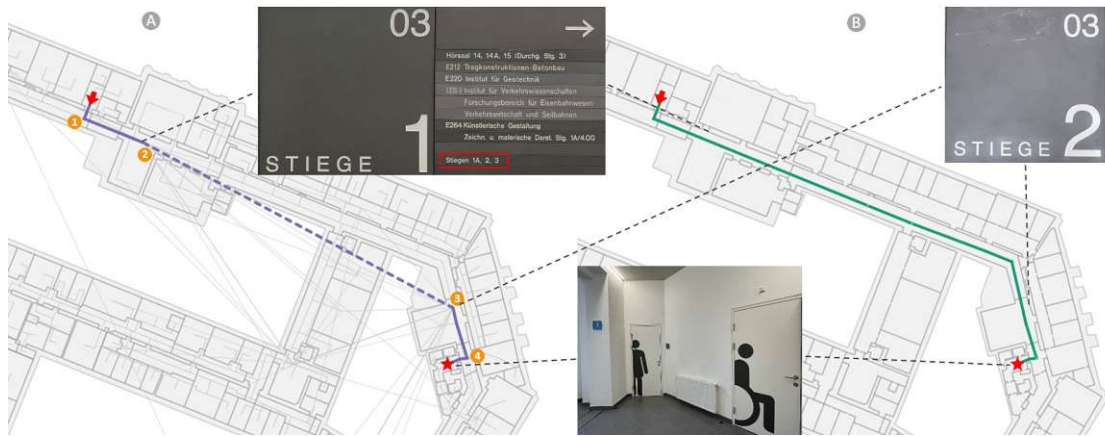 A
03
STIEGE 1
Hörsaal 14, 14A, 15 (Durchg. Stg. 3)
E212 Tragkonstruktionen-Betonbau
E220 Institut für Geotechnik
Institut für Verkehrswissenschaften
Forschungsbereich für Eisenbahnwesen
Verkehrswirtschaft und Seilbahnen
E264 Künstlerische Gestaltung
Zeichn. u. malerische Darst. Stg. 1A/4.OG
Stiegen 1A, 2, 3
B
03
STIEGE 2
1
2
3
4